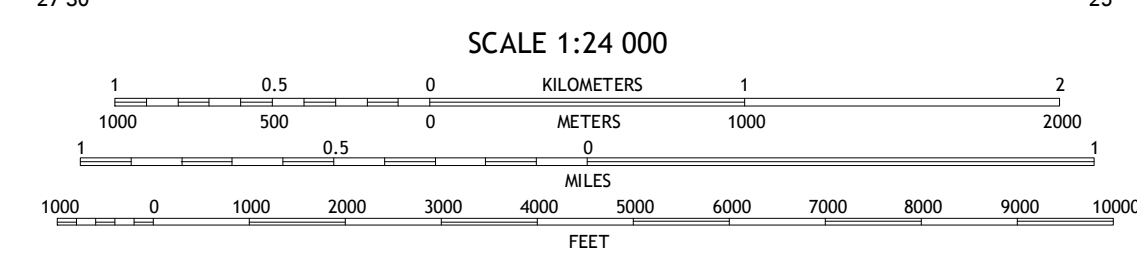 27'30"
25'
SCALE 1:24 000
1 0.5 0 KILOMETERS 1 2
1000 500 0 METERS 1000 2000
1 0.5 0 1
MILES
1000 0 1000 2000 3000 4000 5000 6000 7000 8000 9000 10000
FEET